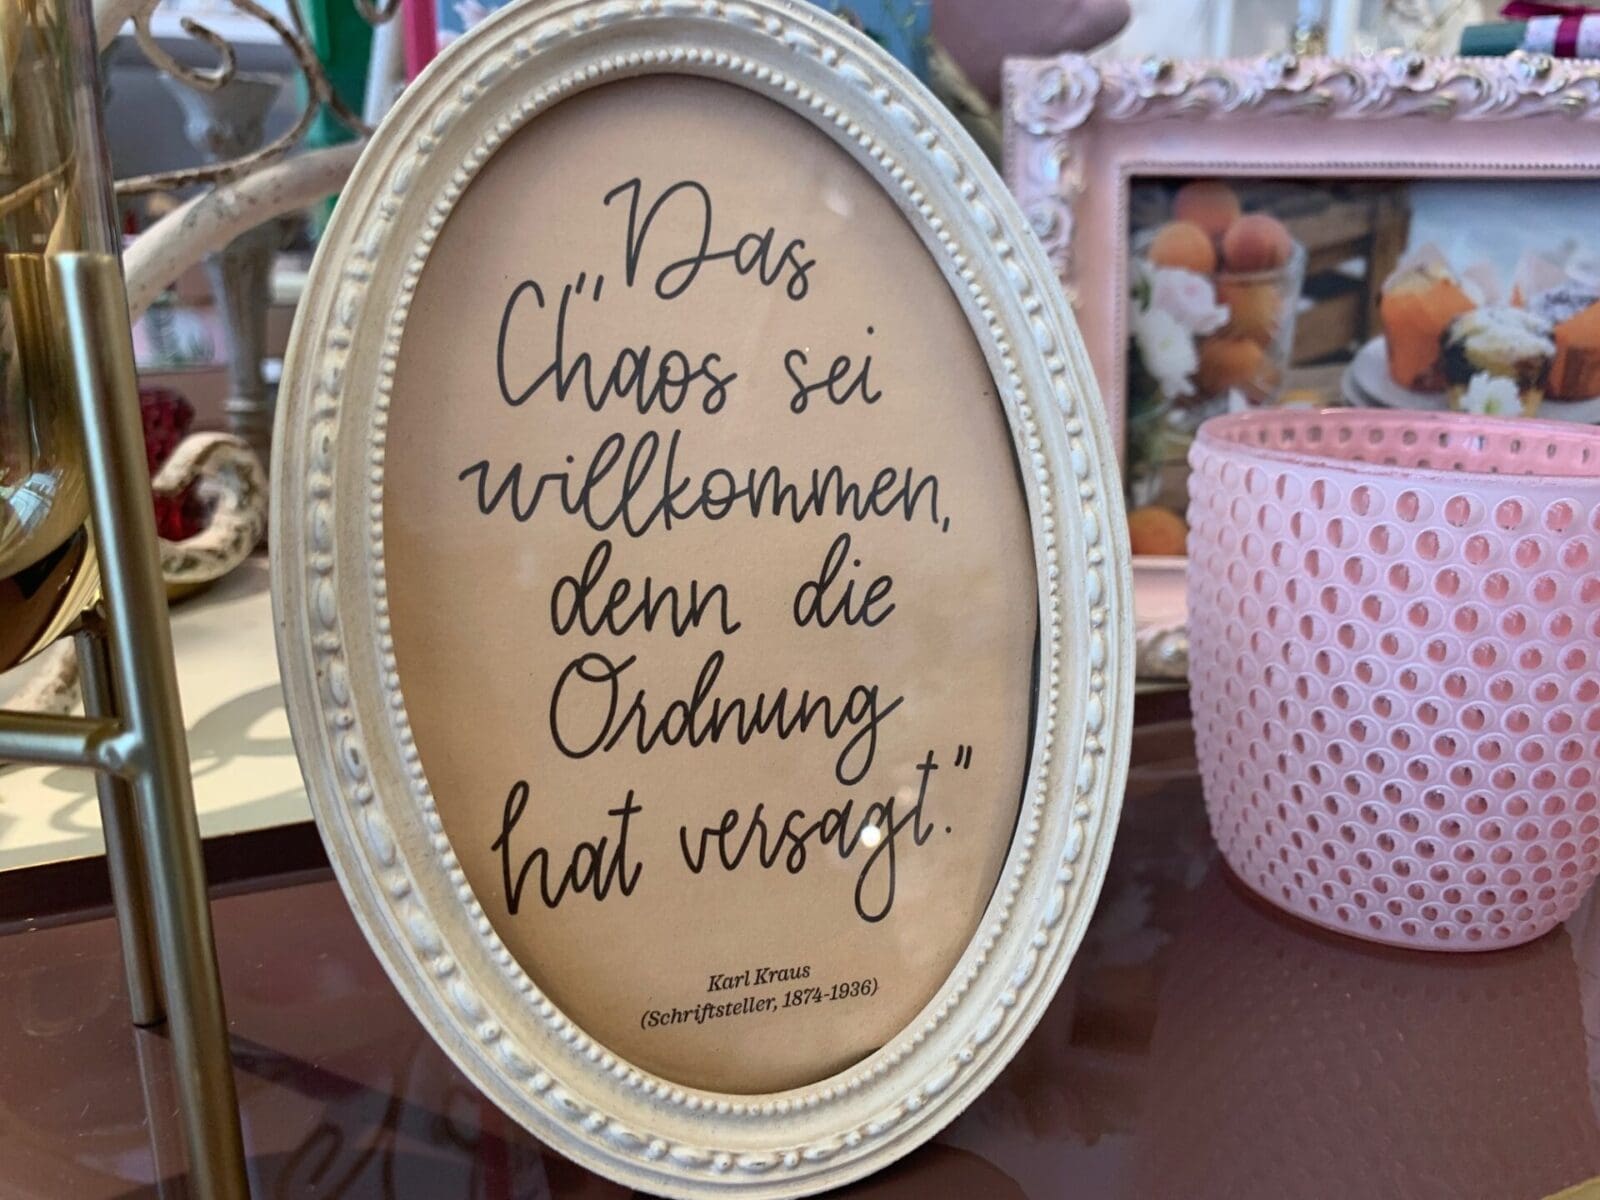 „Das
Chaos sei
willkommen,
denn die
Ordnung
hat versagt."
Karl Kraus
(Schriftsteller, 1874-1936)